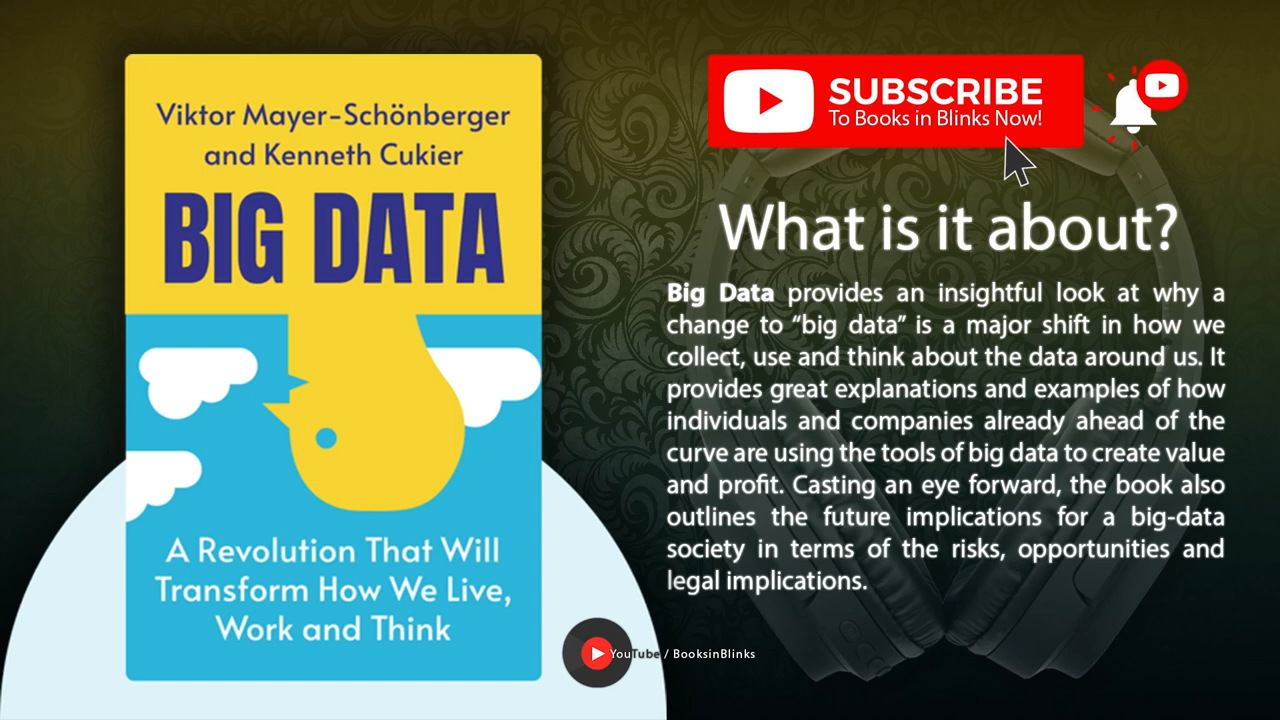 Viktor Mayer-Schönberger
and Kenneth Cukier
BIG DATA
A Revolution That Will
Transform How We Live,
Work and Think
SUBSCRIBE
To Books in Blinks Now!
What is it about?
Big Data provides an insightful look at why a
change to “big data” is a major shift in how we
collect, use and think about the data around us. It
provides great explanations and examples of how
individuals and companies already ahead of the
curve are using the tools of big data to create value
and profit. Casting an eye forward, the book also
outlines the future implications for a big-data
society in terms of the risks, opportunities and
legal implications.
YouTube / BooksinBlinks